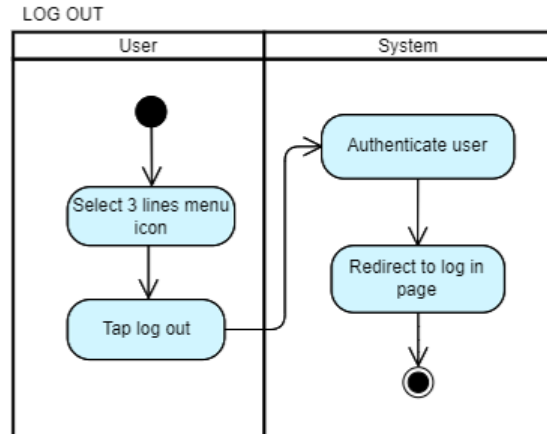 LOG OUT
User
System
Select 3 lines menu
icon
Tap log out
Authenticate user
Redirect to log in
page